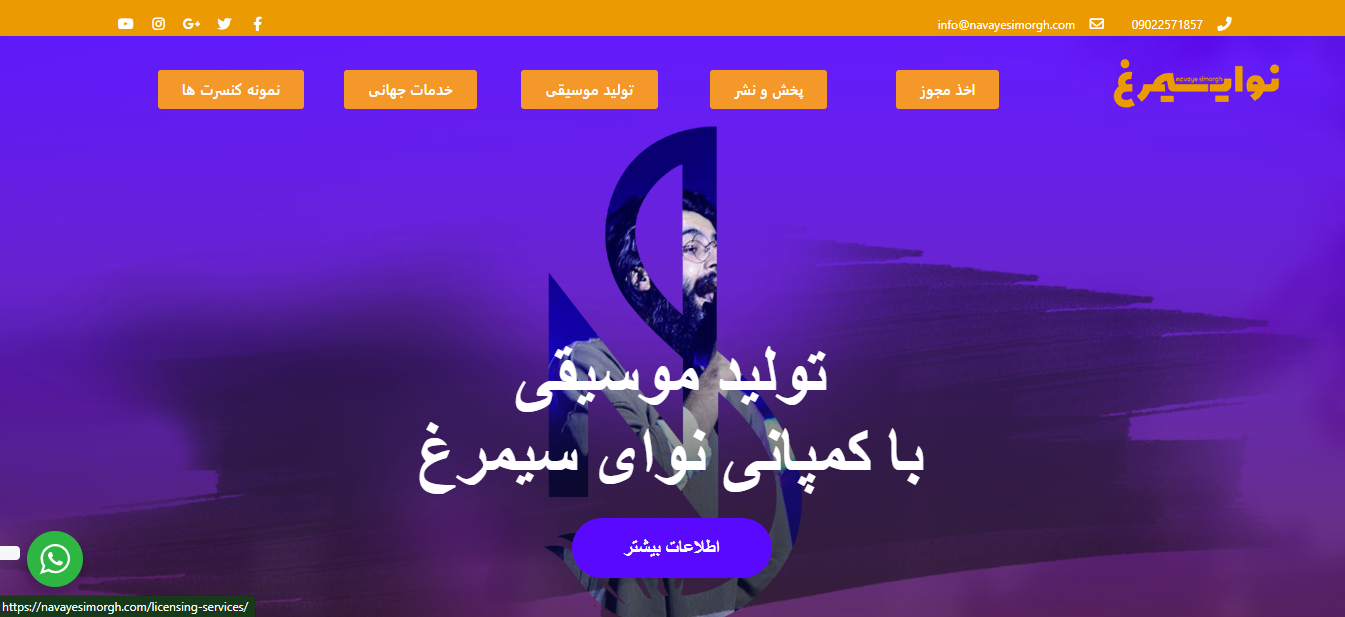 09022571857
info@navayesimorgh.com
نوای سیمرغ
navaye simorgh
اخذ مجوز
پخش و نشر
تولید موسیقی
خدمات جهانی
نمونه کنسرت ها
تولید موسیقی
با کمپانی نوای سیمرغ
اطلاعات بیشتر
https://navayesimorgh.com/licensing-services/